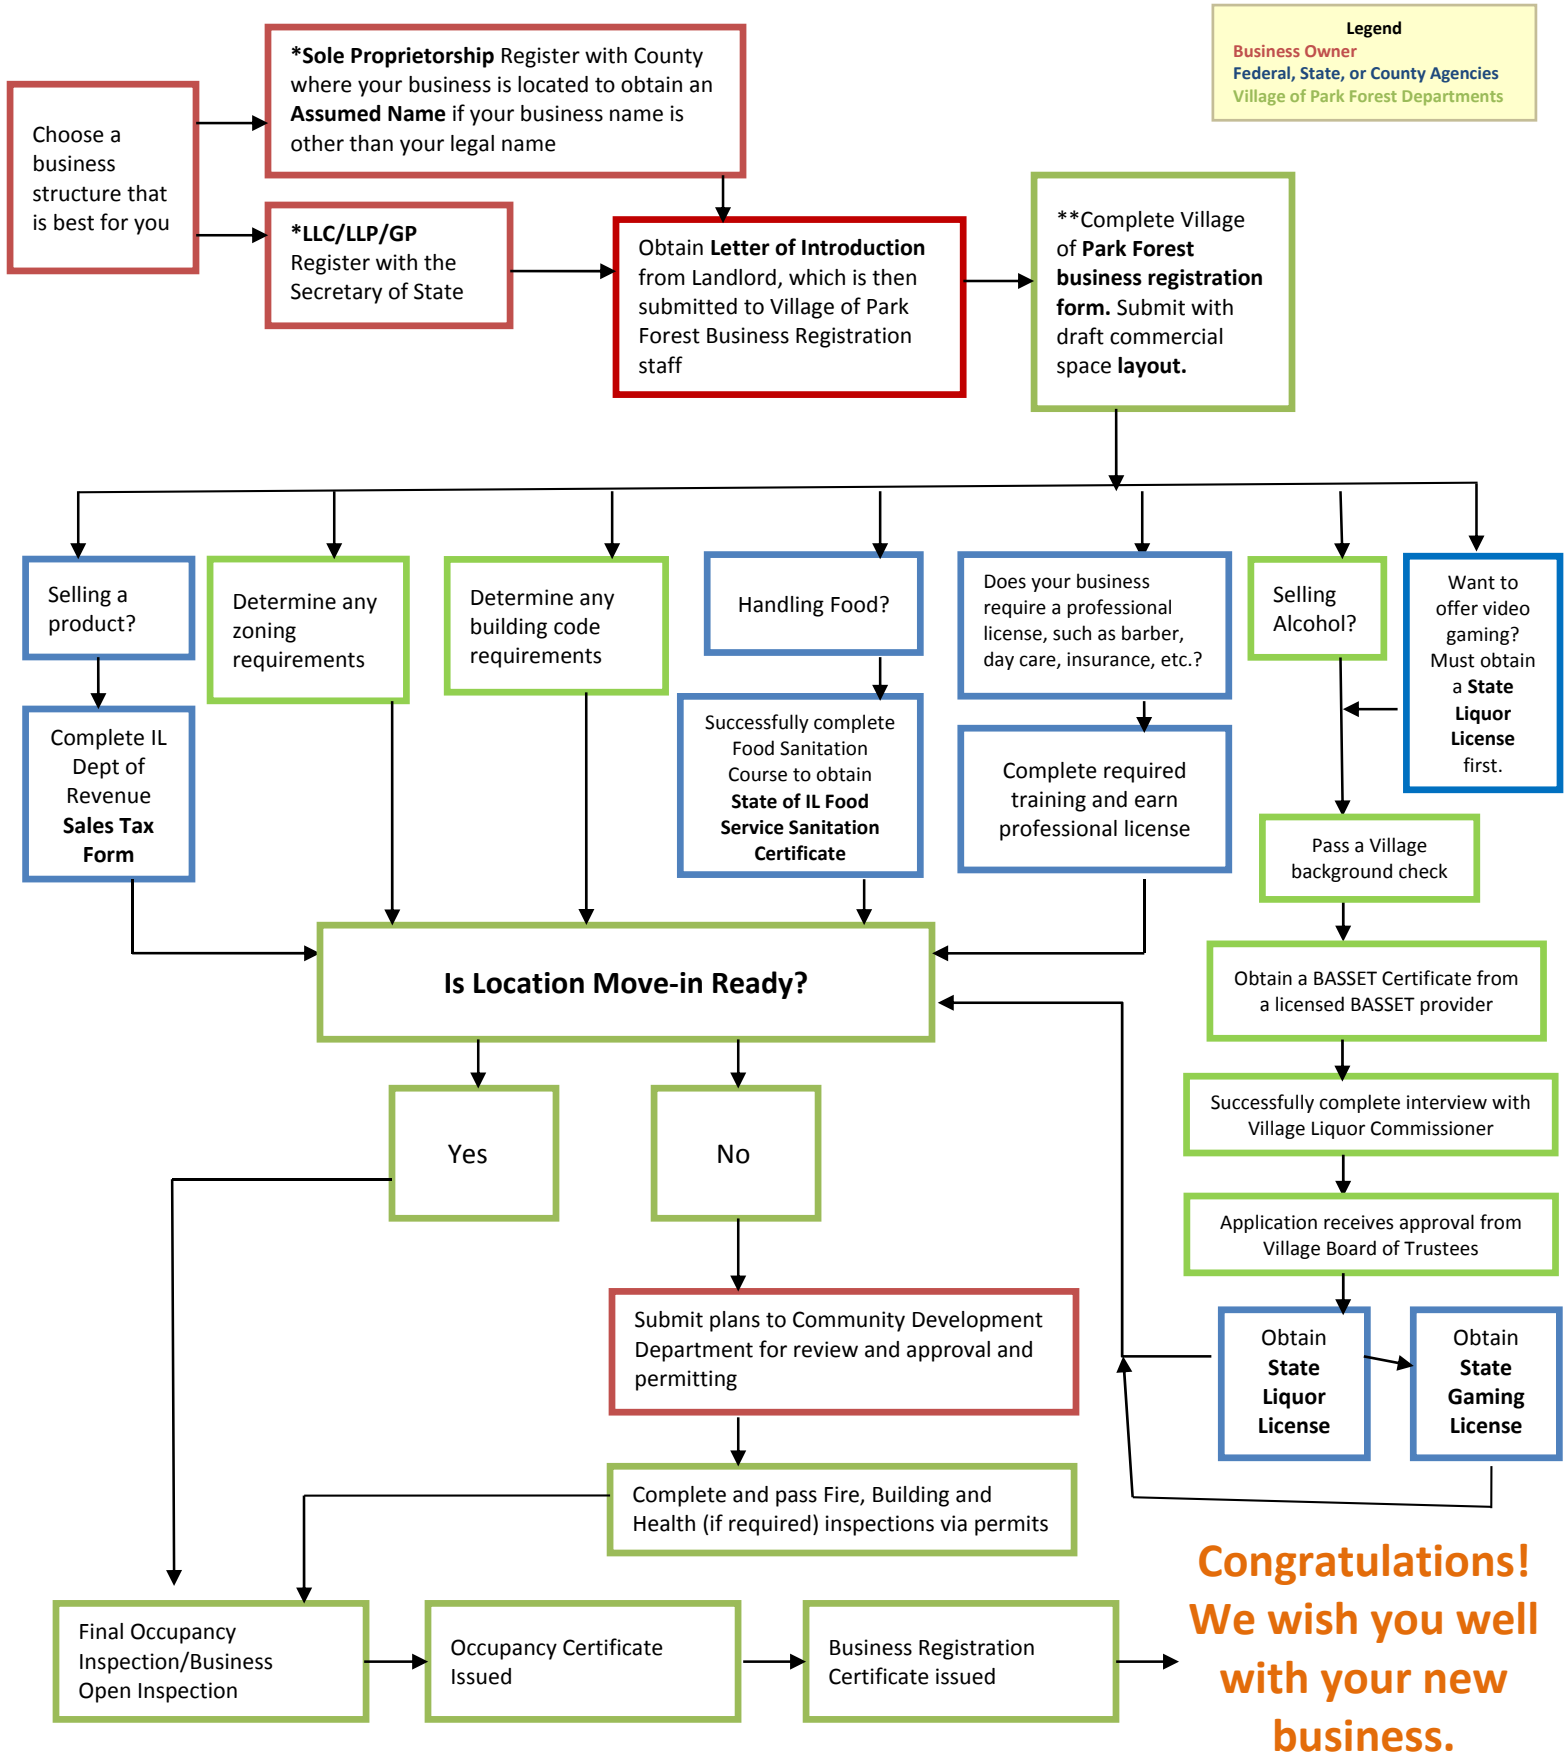 Legend
Business Owner
Federal, State, or County Agencies
Village of Park Forest Departments
Choose a
business
structure that
is best for you
*Sole Proprietorship Register with County
where your business is located to obtain an
Assumed Name if your business name is
other than your legal name
*LLC/LLP/GP
Register with the
Secretary of State
Obtain Letter of Introduction
from Landlord, which is then
submitted to Village of Park
Forest Business Registration
staff
**Complete Village
of Park Forest
business registration
form. Submit with
draft commercial
space layout.
Selling a
product?
Determine any
zoning
requirements
Determine any
building code
requirements
Handling Food?
Does your business
require a professional
license, such as barber,
day care, insurance, etc.?
Selling
Alcohol?
Want to
offer video
gaming?
Must obtain
a State
Liquor
License
first.
Complete IL
Dept of
Revenue
Sales Tax
Form
Successfully complete
Food Sanitation
Course to obtain
State of IL Food
Service Sanitation
Certificate
Complete required
training and earn
professional license
Pass a Village
background check
Is Location Move-in Ready?
Obtain a BASSET Certificate from
a licensed BASSET provider
Yes
No
Successfully complete interview with
Village Liquor Commissioner
Application receives approval from
Village Board of Trustees
Submit plans to Community Development
Department for review and approval and
permitting
Obtain
State
Liquor
License
Obtain
State
Gaming
License
Complete and pass Fire, Building and
Health (if required) inspections via permits
Final Occupancy
Inspection/Business
Open Inspection
Occupancy Certificate
Issued
Business Registration
Certificate issued
Congratulations!
We wish you well
with your new
business.